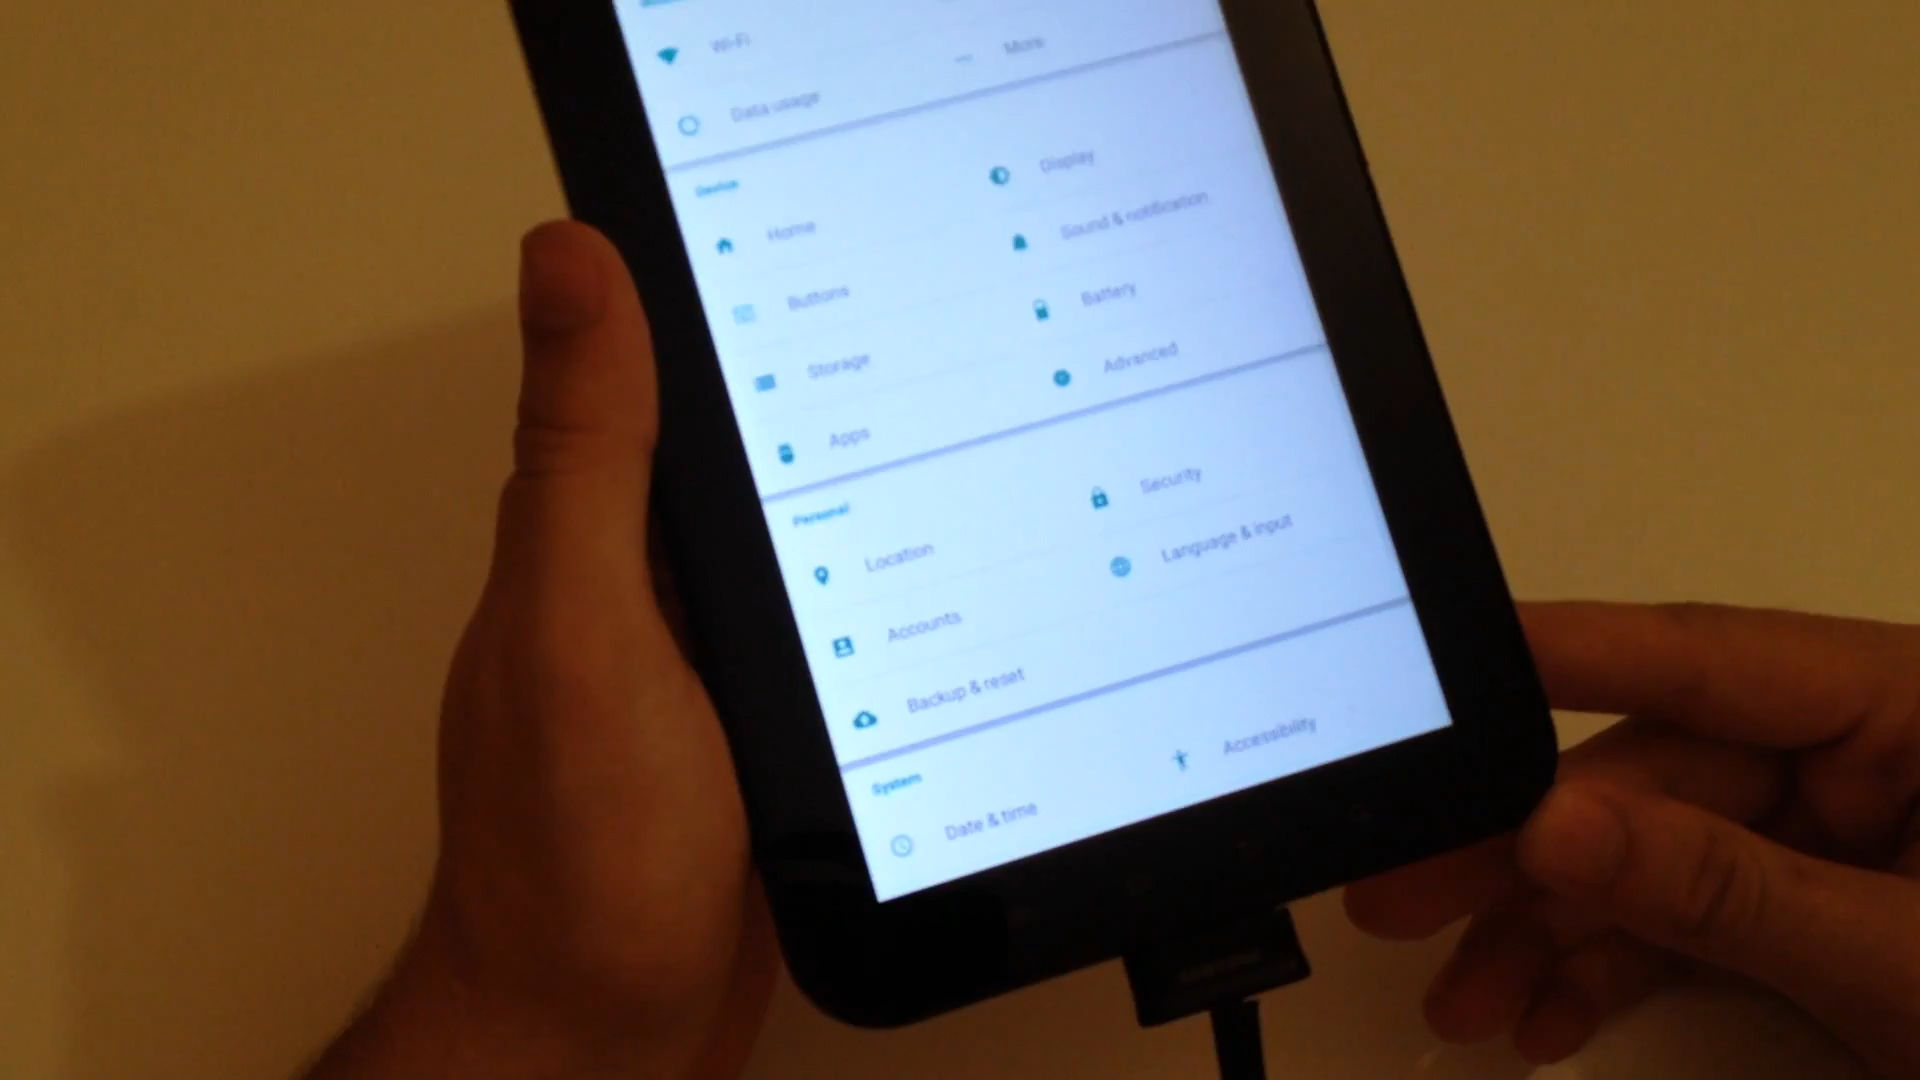 Wi-Fi
Data usage
More
Device
Home
Display
Buttons
Sound & notification
Storage
Battery
Apps
Advanced
Personal
Location
Security
Accounts
Language & input
Backup & reset
System
Date & time
Accessibility